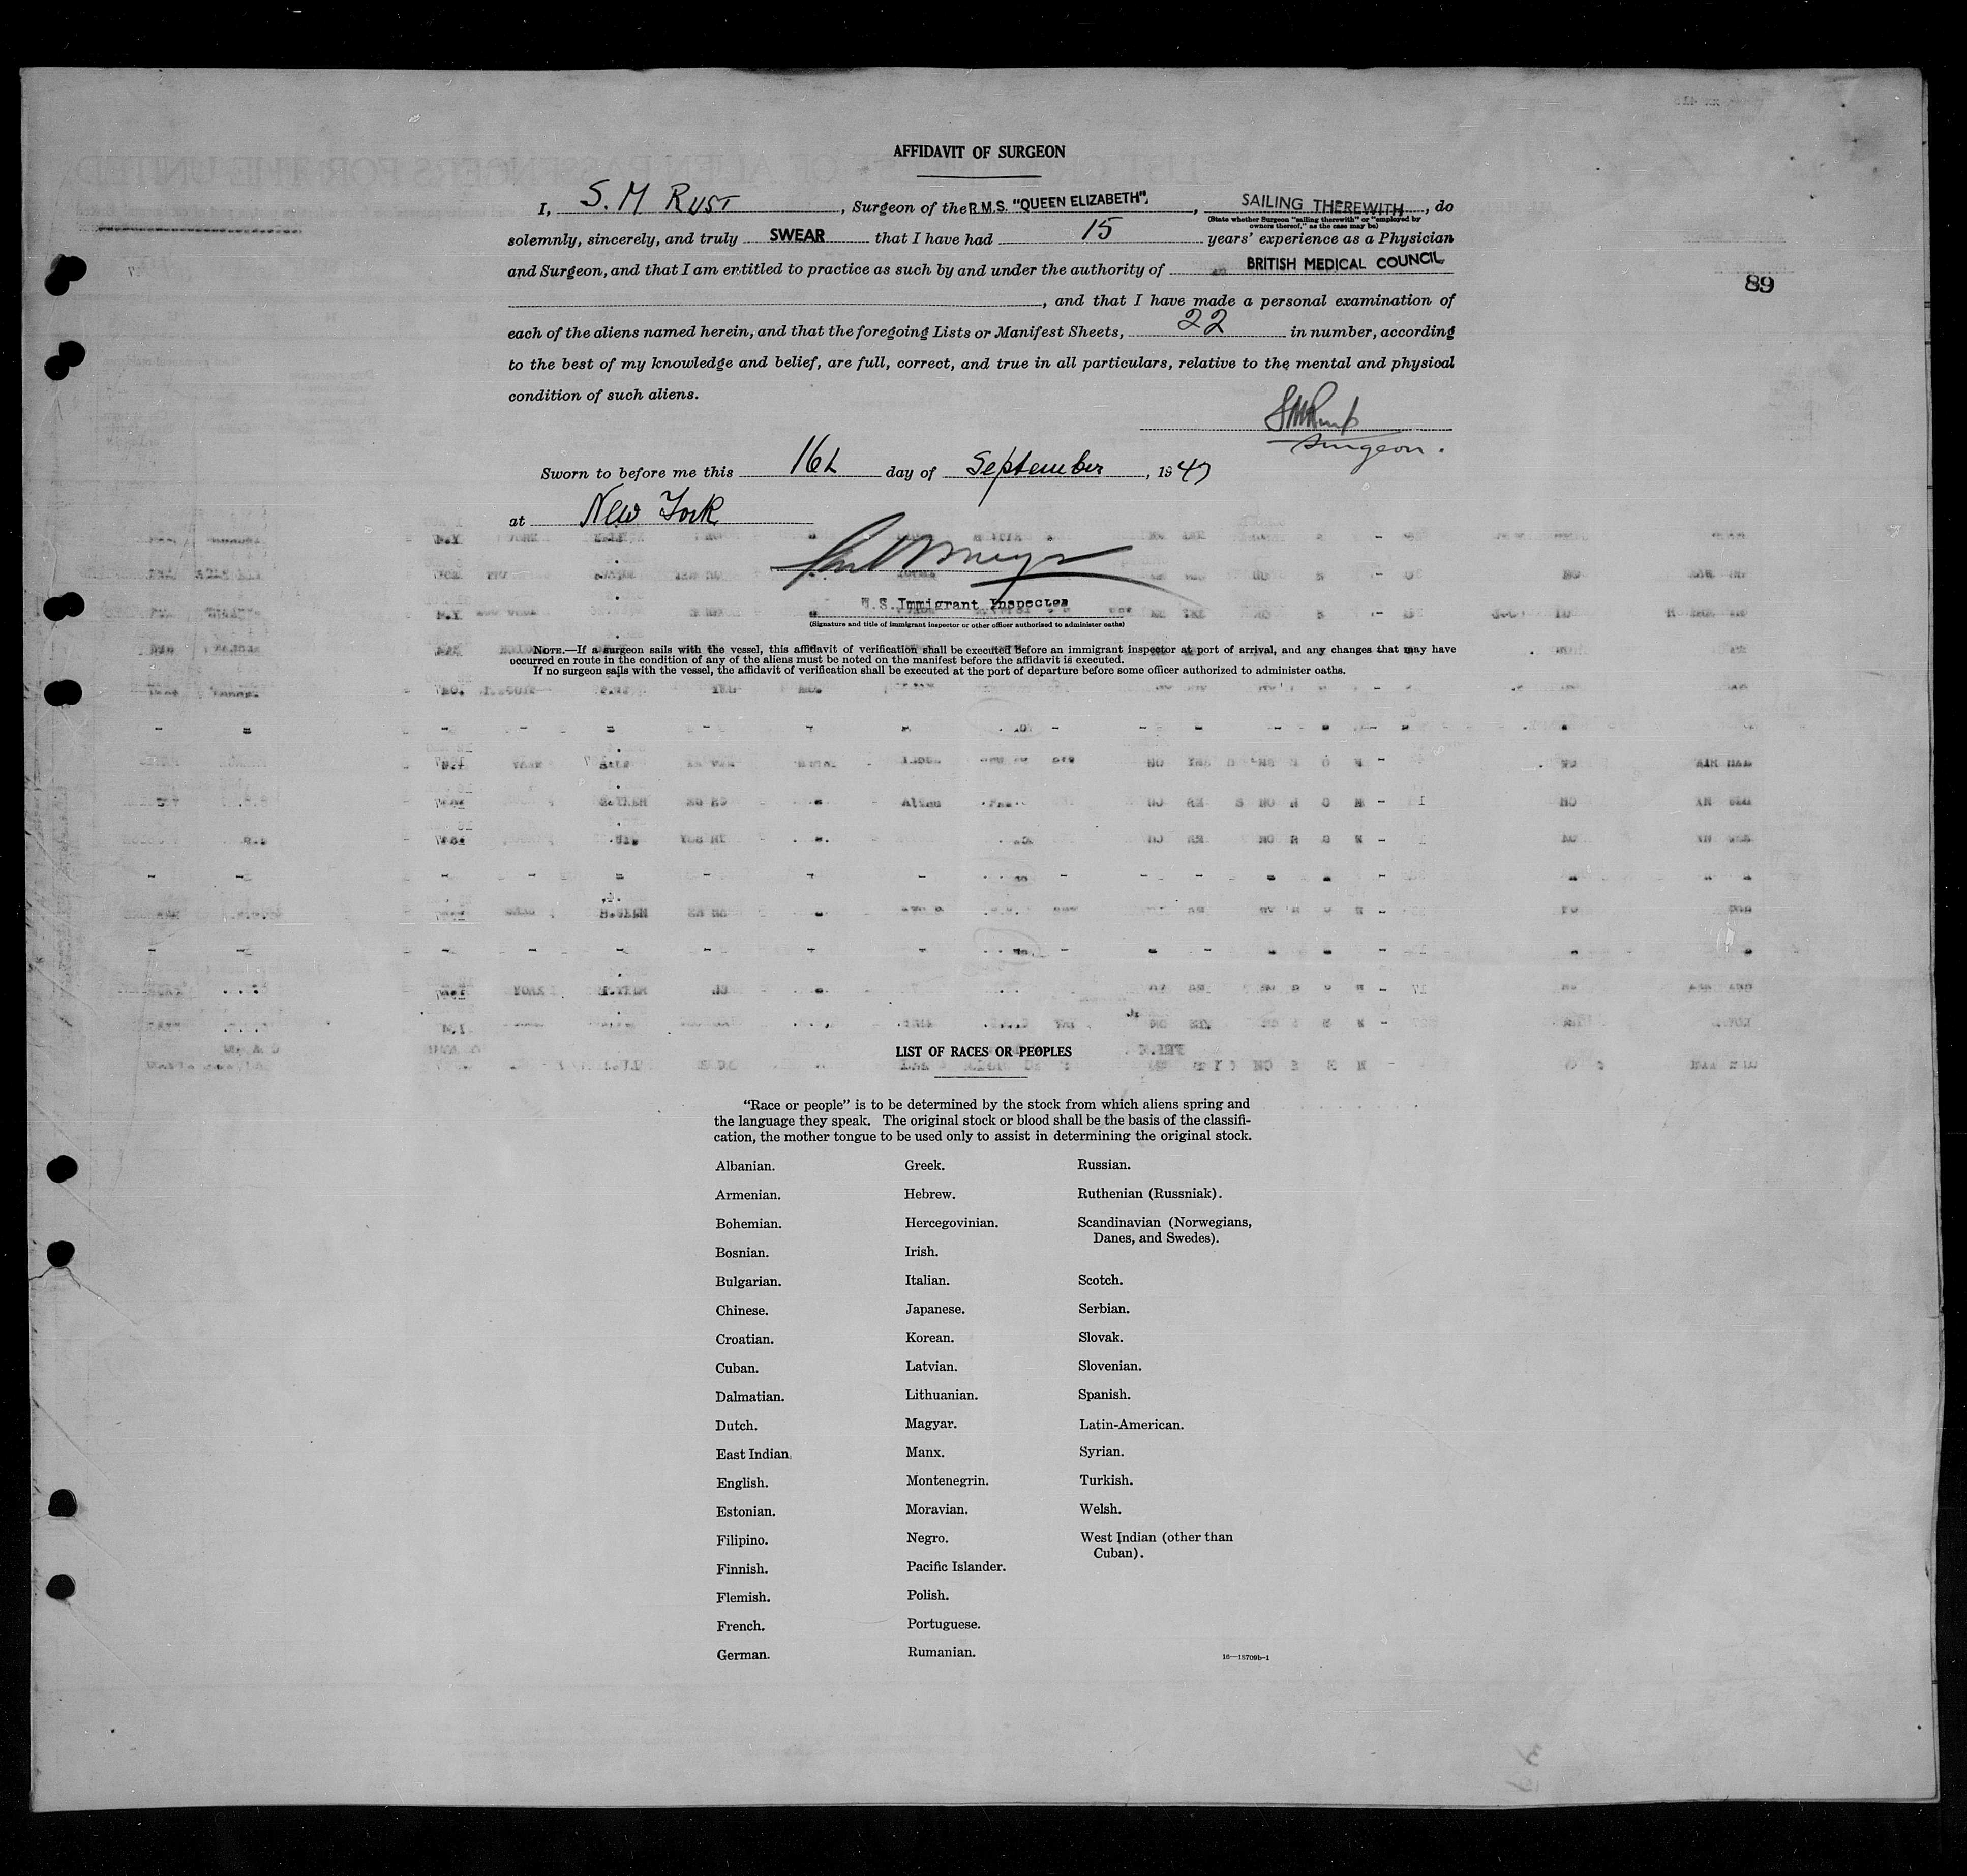 AFFIDAVIT OF SURGEON
I, S. M RUST, Surgeon of the R.M.S. "QUEEN ELIZABETH", SAILING THEREWITH, do
(State whether Surgeon "sailing therewith" or "employed by
owners thereof," as the case may be)
solemnly, sincerely, and truly SWEAR that I have had 15 years' experience as a Physician
and Surgeon, and that I am entitled to practice as such by and under the authority of BRITISH MEDICAL COUNCIL
89
, and that I have made a personal examination of
each of the aliens named herein, and that the foregoing Lists or Manifest Sheets, 22 in number, according
to the best of my knowledge and belief, are full, correct, and true in all particulars, relative to the mental and physical
condition of such aliens.
Surgeon.
Sworn to before me this 16th day of September, 1947
at New York
U.S. Immigrant Inspector
(Signature and title of immigrant inspector or other officer authorized to administer oaths)
NOTE.—If a surgeon sails with the vessel, this affidavit of verification shall be executed before an immigrant inspector at port of arrival, and any changes that may have
occurred en route in the condition of any of the aliens must be noted on the manifest before the affidavit is executed.
If no surgeon sails with the vessel, the affidavit of verification shall be executed at the port of departure before some officer authorized to administer oaths.
LIST OF RACES OR PEOPLES
"Race or people" is to be determined by the stock from which aliens spring and
the language they speak. The original stock or blood shall be the basis of the classifi-
cation, the mother tongue to be used only to assist in determining the original stock.
Albanian.
Armenian.
Bohemian.
Bosnian.
Bulgarian.
Chinese.
Croatian.
Cuban.
Dalmatian.
Dutch.
East Indian.
English.
Estonian.
Filipino.
Finnish.
Flemish.
French.
German.
Greek.
Hebrew.
Hercegovinian.
Irish.
Italian.
Japanese.
Korean.
Latvian.
Lithuanian.
Magyar.
Manx.
Montenegrin.
Moravian.
Negro.
Pacific Islander.
Polish.
Portuguese.
Rumanian.
Russian.
Ruthenian (Russniak).
Scandinavian (Norwegians,
Danes, and Swedes).
Scotch.
Serbian.
Slovak.
Slovenian.
Spanish.
Latin-American.
Syrian.
Turkish.
Welsh.
West Indian (other than
Cuban).
16—18709b-1